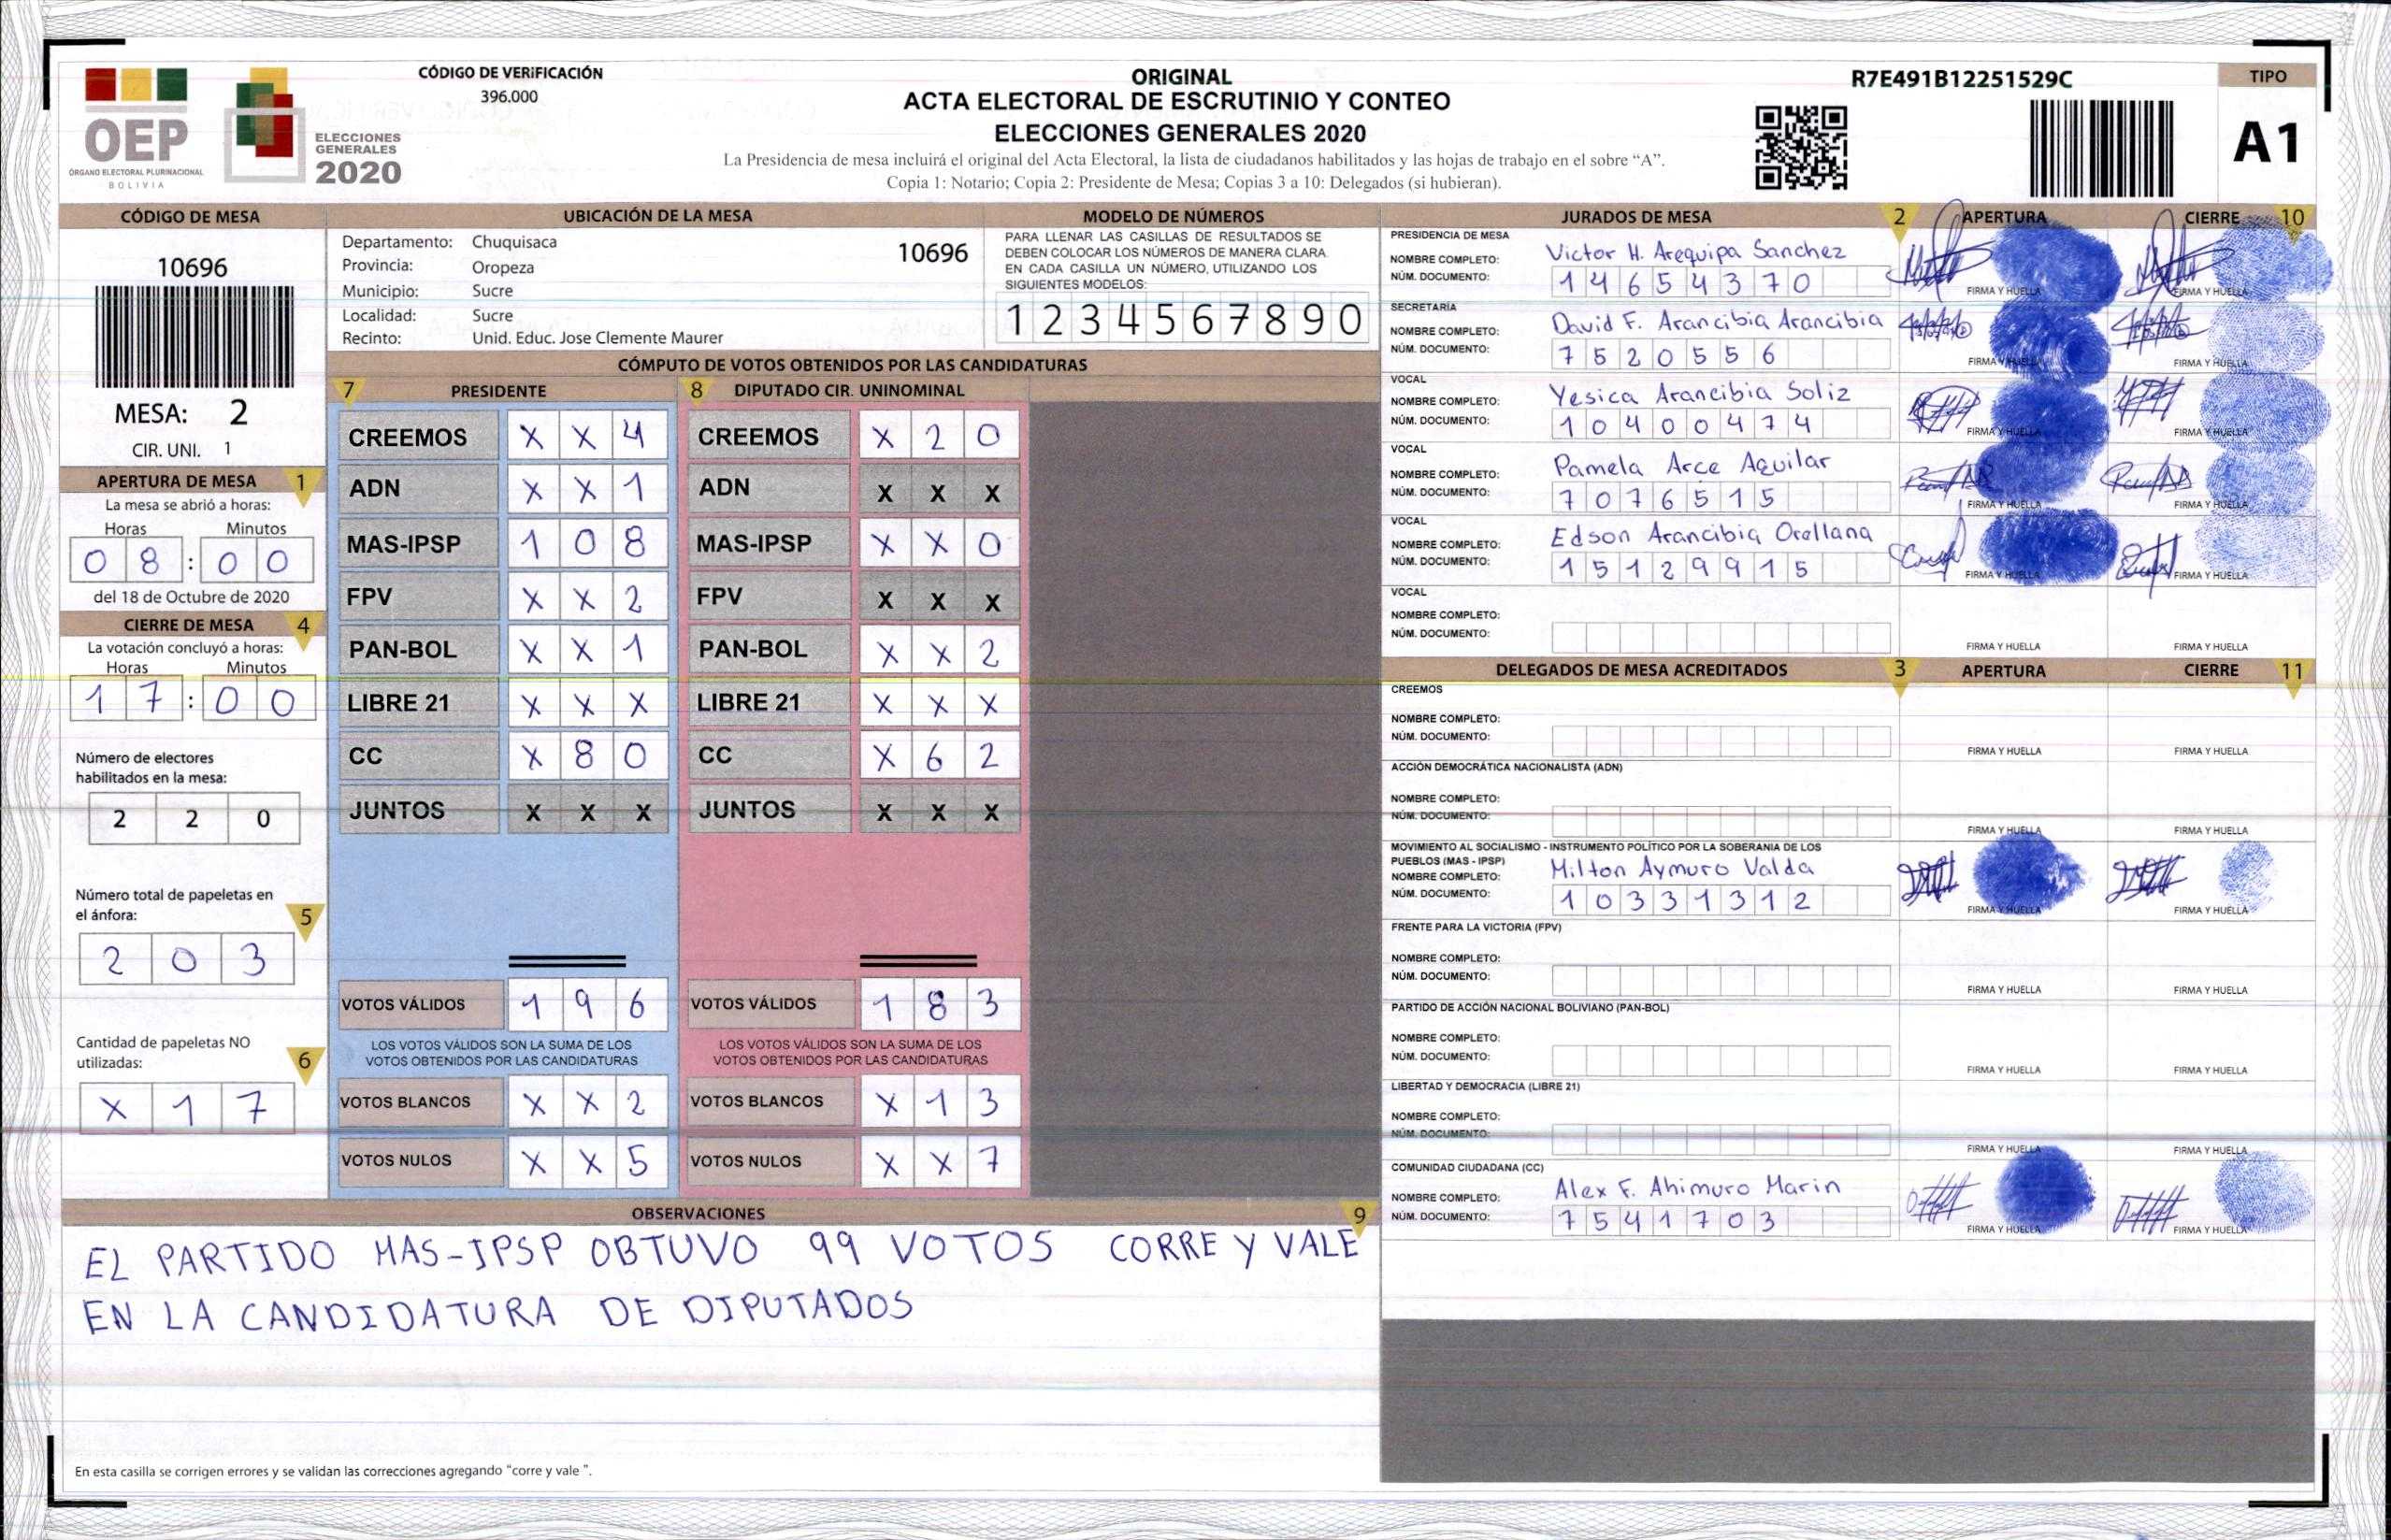 CÓDIGO DE VERIFICACIÓN
396.000
OEP
ÓRGANO ELECTORAL PLURINACIONAL
BOLIVIA
ELECCIONES
GENERALES
2020
ORIGINAL
ACTA ELECTORAL DE ESCRUTINIO Y CONTEO
ELECCIONES GENERALES 2020
La Presidencia de mesa incluirá el original del Acta Electoral, la lista de ciudadanos habilitados y las hojas de trabajo en el sobre “A”.
Copia 1: Notario; Copia 2: Presidente de Mesa; Copias 3 a 10: Delegados (si hubieran).
R7E491B12251529C
TIPO
A1
CÓDIGO DE MESA
10696
MESA: 2
CIR. UNI. 1
APERTURA DE MESA 1
La mesa se abrió a horas:
Horas Minutos
0 8 : 0 0
del 18 de Octubre de 2020
CIERRE DE MESA 4
La votación concluyó a horas:
Horas Minutos
1 7 : 0 0
Número de electores
habilitados en la mesa:
2 2 0
Número total de papeletas en
el ánfora: 5
2 0 3
Cantidad de papeletas NO
utilizadas: 6
X 1 7
UBICACIÓN DE LA MESA
Departamento: Chuquisaca 10696
Provincia: Oropeza
Municipio: Sucre
Localidad: Sucre
Recinto: Unid. Educ. Jose Clemente Maurer
MODELO DE NÚMEROS
PARA LLENAR LAS CASILLAS DE RESULTADOS SE
DEBEN COLOCAR LOS NÚMEROS DE MANERA CLARA.
EN CADA CASILLA UN NÚMERO, UTILIZANDO LOS
SIGUIENTES MODELOS:
1 2 3 4 5 6 7 8 9 0
CÓMPUTO DE VOTOS OBTENIDOS POR LAS CANDIDATURAS
7 PRESIDENTE 8 DIPUTADO CIR. UNINOMINAL
CREEMOS X X 4 CREEMOS X 2 0
ADN X X 1 ADN X X X
MAS-IPSP 1 0 8 MAS-IPSP X X 0
FPV X X 2 FPV X X X
PAN-BOL X X 1 PAN-BOL X X 2
LIBRE 21 X X X LIBRE 21 X X X
CC X 8 0 CC X 6 2
JUNTOS X X X JUNTOS X X X
VOTOS VÁLIDOS 1 9 6 VOTOS VÁLIDOS 1 8 3
LOS VOTOS VÁLIDOS SON LA SUMA DE LOS LOS VOTOS VÁLIDOS SON LA SUMA DE LOS
VOTOS OBTENIDOS POR LAS CANDIDATURAS VOTOS OBTENIDOS POR LAS CANDIDATURAS
VOTOS BLANCOS X X 2 VOTOS BLANCOS X 1 3
VOTOS NULOS X X 5 VOTOS NULOS X X 7
OBSERVACIONES 9
EL PARTIDO MAS-IPSP OBTUVO 99 VOTOS CORRE Y VALE
EN LA CANDIDATURA DE DIPUTADOS
En esta casilla se corrigen errores y se validan las correcciones agregando “corre y vale ”.
JURADOS DE MESA 2 APERTURA CIERRE 10
PRESIDENCIA DE MESA
NOMBRE COMPLETO: Victor H. Arequipa Sanchez
NÚM. DOCUMENTO: 1 4 6 5 4 3 7 0
FIRMA Y HUELLA FIRMA Y HUELLA
SECRETARÍA
NOMBRE COMPLETO: David F. Arancibia Arancibia
NÚM. DOCUMENTO: 7 5 2 0 5 5 6
FIRMA Y HUELLA FIRMA Y HUELLA
VOCAL
NOMBRE COMPLETO: Yesica Arancibia Soliz
NÚM. DOCUMENTO: 1 0 4 0 0 4 7 4
FIRMA Y HUELLA FIRMA Y HUELLA
VOCAL
NOMBRE COMPLETO: Pamela Arce Aguilar
NÚM. DOCUMENTO: 7 0 7 6 5 1 5
FIRMA Y HUELLA FIRMA Y HUELLA
VOCAL
NOMBRE COMPLETO: Edson Arancibia Orellana
NÚM. DOCUMENTO: 1 5 1 2 9 9 1 5
FIRMA Y HUELLA FIRMA Y HUELLA
VOCAL
NOMBRE COMPLETO:
NÚM. DOCUMENTO:
FIRMA Y HUELLA FIRMA Y HUELLA
DELEGADOS DE MESA ACREDITADOS 3 APERTURA CIERRE 11
CREEMOS
NOMBRE COMPLETO:
NÚM. DOCUMENTO:
FIRMA Y HUELLA FIRMA Y HUELLA
ACCIÓN DEMOCRÁTICA NACIONALISTA (ADN)
NOMBRE COMPLETO:
NÚM. DOCUMENTO:
FIRMA Y HUELLA FIRMA Y HUELLA
MOVIMIENTO AL SOCIALISMO - INSTRUMENTO POLÍTICO POR LA SOBERANIA DE LOS
PUEBLOS (MAS - IPSP)
NOMBRE COMPLETO: Milton Aymuro Valda
NÚM. DOCUMENTO: 1 0 3 3 1 3 1 2
FIRMA Y HUELLA FIRMA Y HUELLA
FRENTE PARA LA VICTORIA (FPV)
NOMBRE COMPLETO:
NÚM. DOCUMENTO:
FIRMA Y HUELLA FIRMA Y HUELLA
PARTIDO DE ACCIÓN NACIONAL BOLIVIANO (PAN-BOL)
NOMBRE COMPLETO:
NÚM. DOCUMENTO:
FIRMA Y HUELLA FIRMA Y HUELLA
LIBERTAD Y DEMOCRACIA (LIBRE 21)
NOMBRE COMPLETO:
NÚM. DOCUMENTO:
FIRMA Y HUELLA FIRMA Y HUELLA
COMUNIDAD CIUDADANA (CC)
NOMBRE COMPLETO: Alex F. Ahimuro Marin
NÚM. DOCUMENTO: 7 5 4 1 7 0 3
FIRMA Y HUELLA FIRMA Y HUELLA